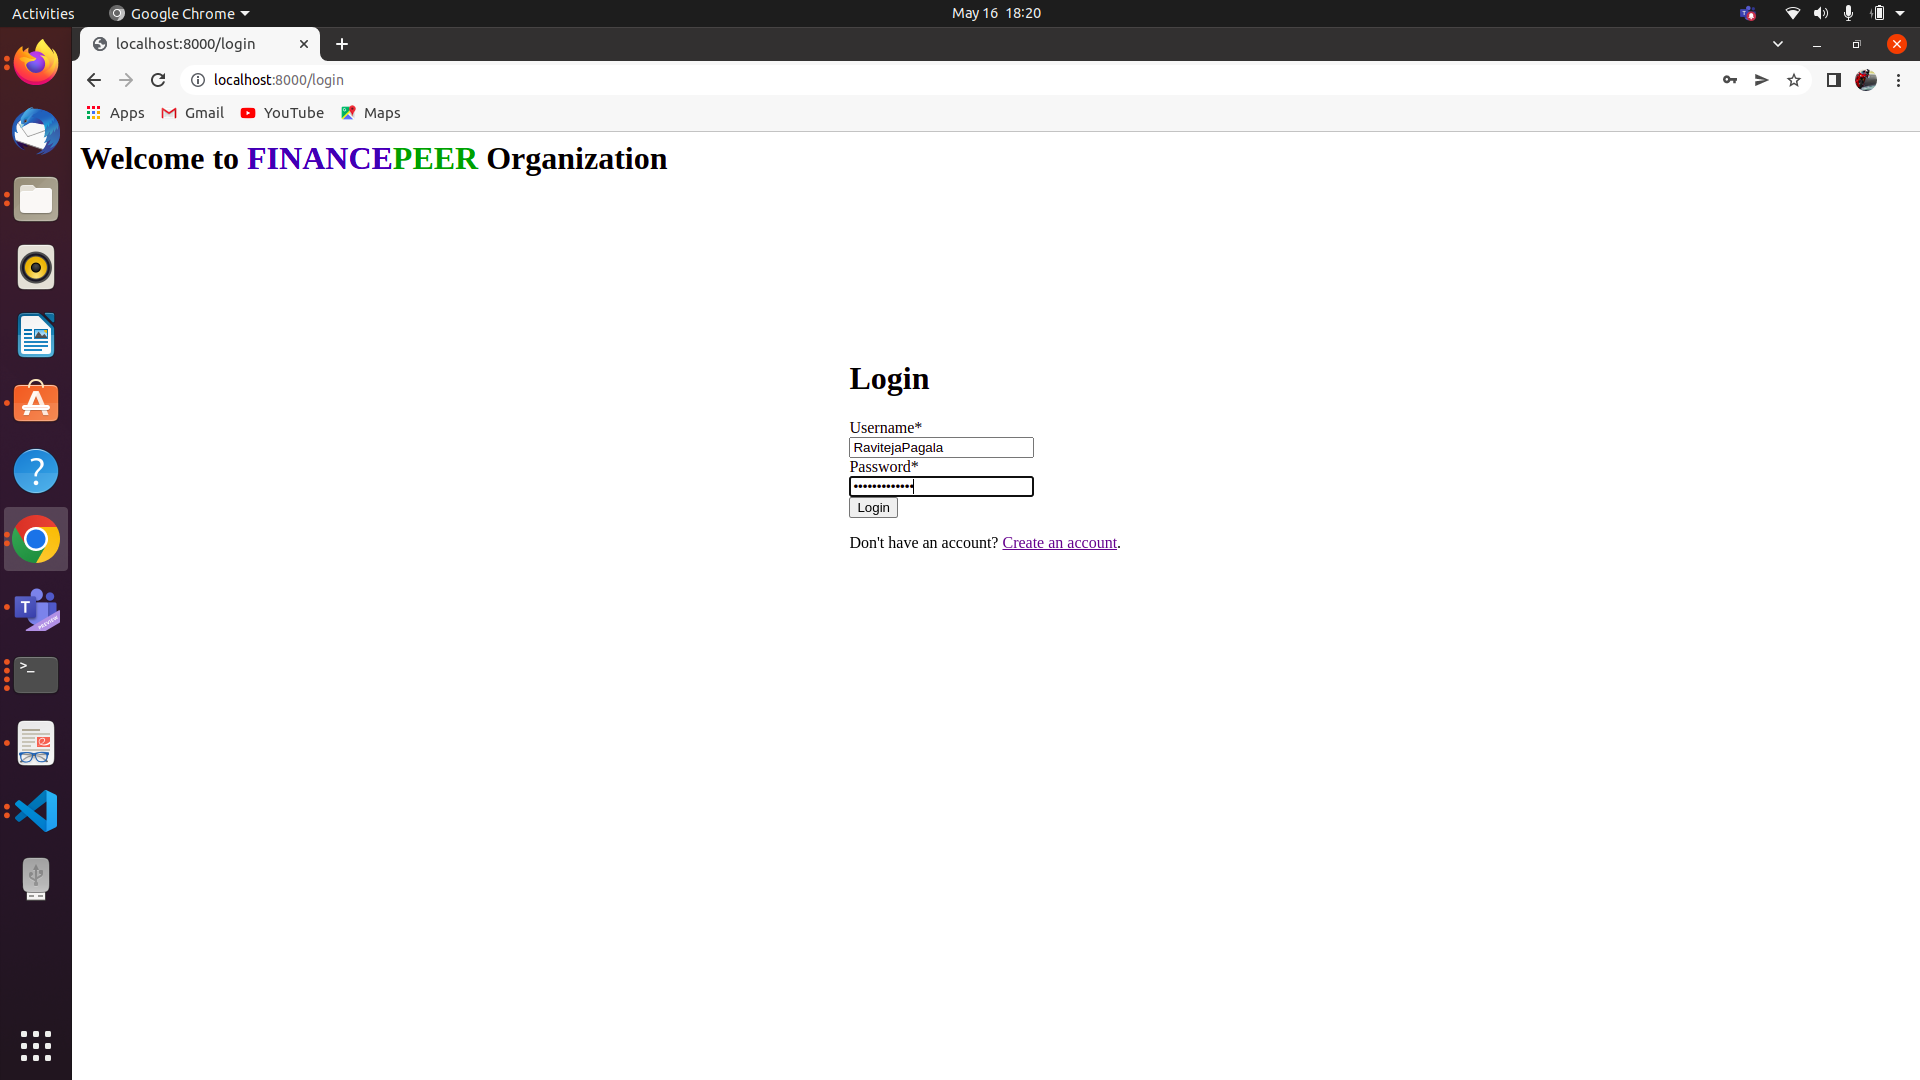 Activities
Google Chrome
May 16 18:20
localhost:8000/login
localhost:8000/login
Apps
Gmail
YouTube
Maps
Welcome to FINANCEPEER Organization
Login
Username*
RavitejaPagala
Password*
•••••••••••••
Login
Don't have an account? Create an account.